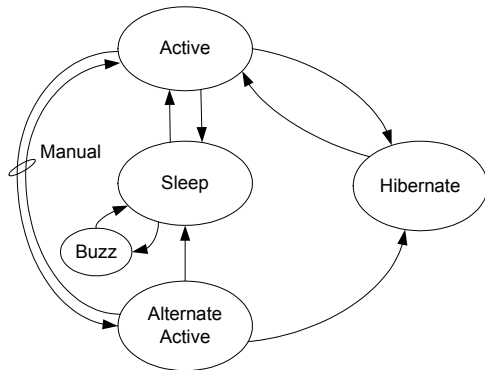 Active
Manual
Sleep
Hibernate
Buzz
Alternate
Active